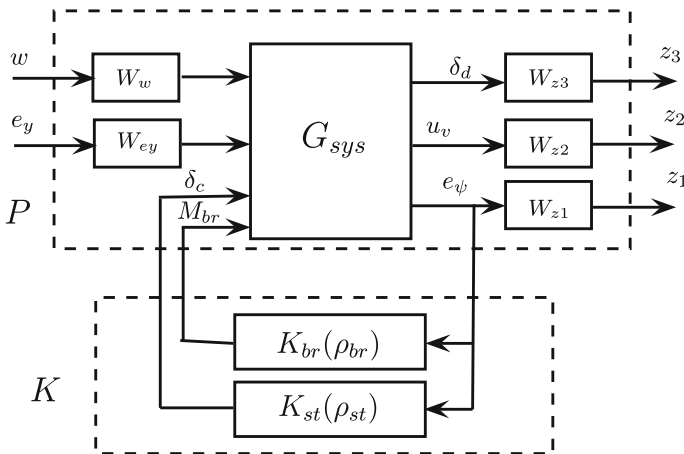 w
W_w
δ_d
W_{z3}
z_3
e_y
W_{ey}
G_{sys}
u_v
W_{z2}
z_2
δ_c
e_ψ
W_{z1}
z_1
P
M_{br}
K_{br}(ρ_{br})
K
K_{st}(ρ_{st})